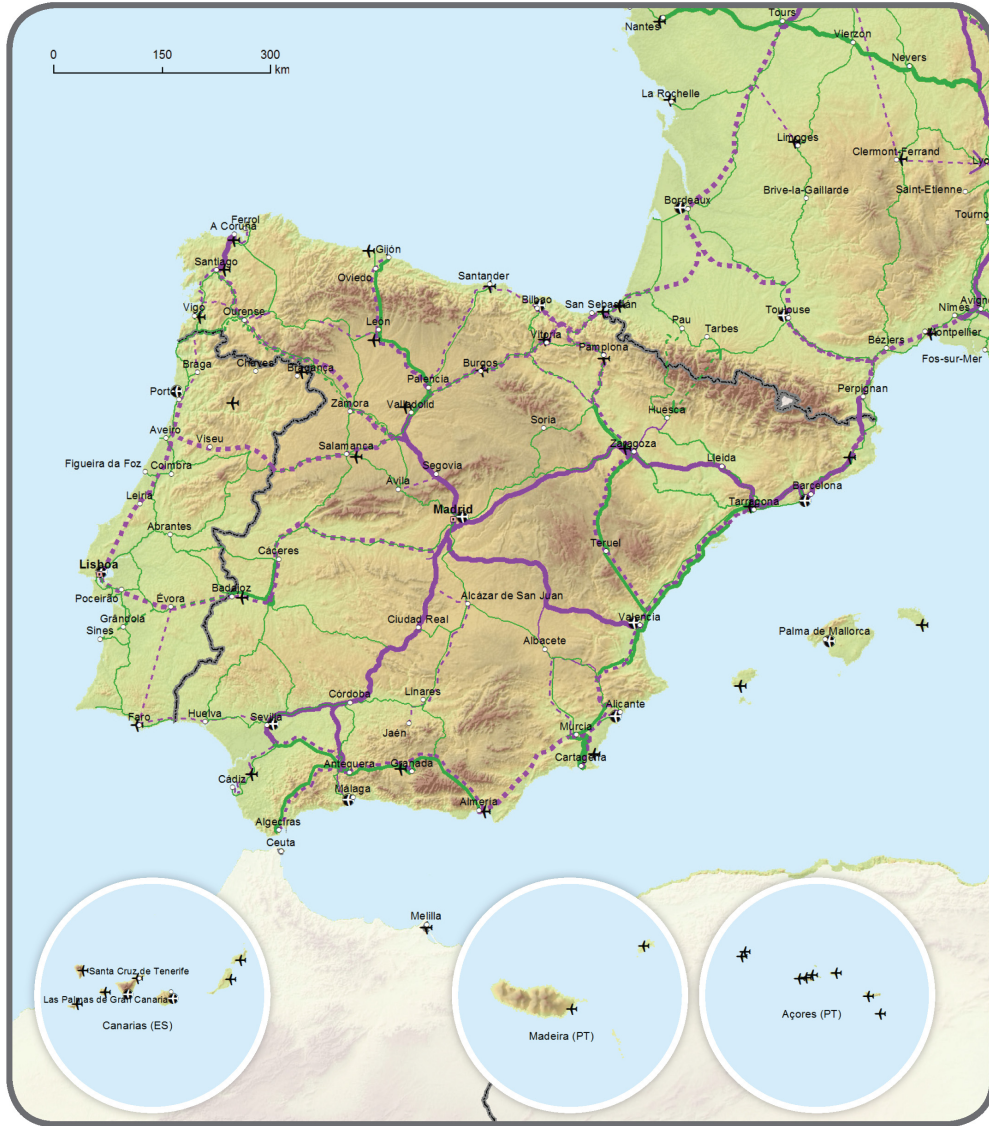 0 150 300
km
Tours
Nantes
Vierzon
Nevers
La Rochelle
Limoges
Clermont-Ferrand
Lyo
Saint-Etienne
Brive-la-Gaillarde
Bordeaux
Tourno
Ferrol
A Coruña
Santiago
Gijón
Oviedo
Santander
Bilbao
San Sebastián
Vigo
Ourense
León
Vitoria
Pamplona
Pau
Tarbes
Toulouse
Avigno
Nîmes
Montpellier
Béziers
Fos-sur-Mer
Braga
Chaves
Bragança
Palencia
Burgos
Perpignan
Porto
Zamora
Valladolid
Soria
Huesca
Aveiro
Viseu
Salamanca
Zaragoza
Lleida
Figueira da Foz
Coimbra
Segovia
Ávila
Barcelona
Leiria
Tarragona
Madrid
Abrantes
Cáceres
Teruel
Lisboa
Badajoz
Poceirão
Évora
Alcázar de San Juan
Grândola
Ciudad Real
Valencia
Sines
Albacete
Palma de Mallorca
Córdoba
Linares
Faro
Huelva
Sevilla
Alicante
Jaén
Murcia
Antequera
Granada
Cartagena
Cádiz
Málaga
Almería
Algeciras
Ceuta
Melilla
Santa Cruz de Tenerife
Las Palmas de Gran Canaria
Canarias (ES)
Madeira (PT)
Açores (PT)